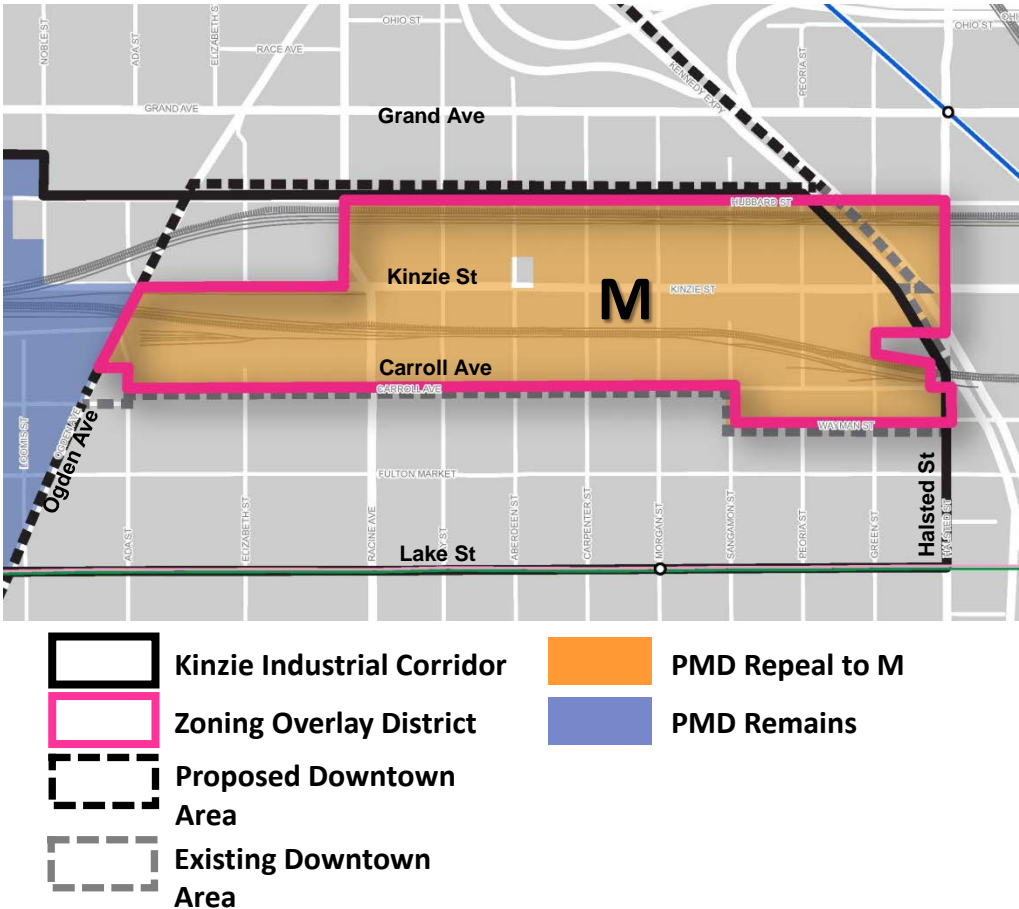 OHIO ST
OHIO ST
NOBLE ST
ADA ST
ELIZABETH S
RACE AVE
KENNEDY EXPY
PEORIA ST
GRAND AVE
Grand Ave
HUBBARD ST
Kinzie St
KINZIE ST
M
Carroll Ave
CARROLL AVE
WAYMAN ST
LOOMIS ST
OGDEN AVE
Ogden Ave
FULTON MARKET
Halsted St
HALSTED ST
ADA ST
ELIZABETH ST
RACINE AVE
ABERDEEN ST
CARPENTER ST
MORGAN ST
SANGAMON ST
PEORIA ST
GREEN ST
Lake St
Kinzie Industrial Corridor
PMD Repeal to M
Zoning Overlay District
PMD Remains
Proposed Downtown
Area
Existing Downtown
Area